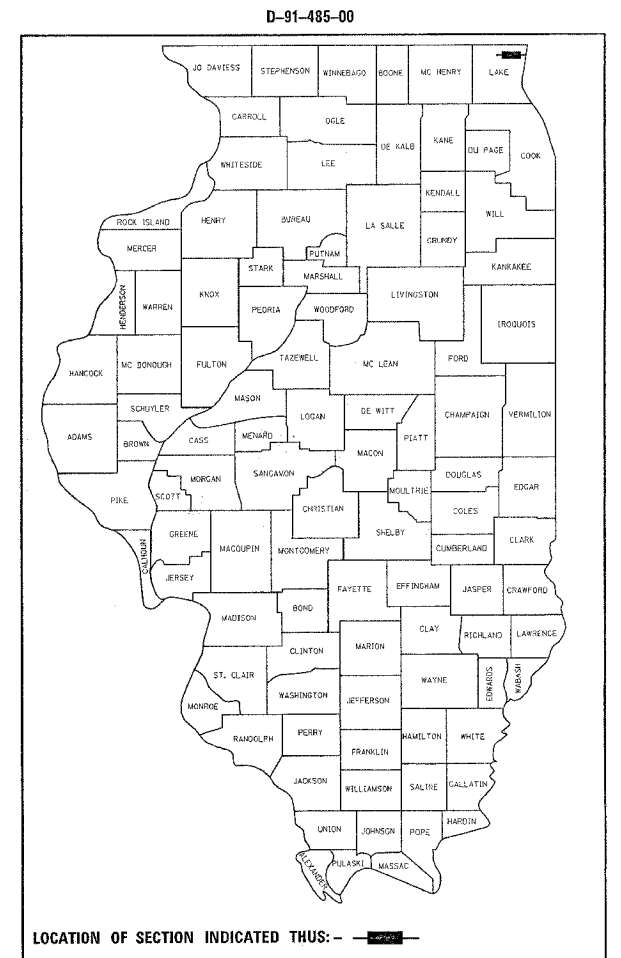 D-91-485-00
JO DAVIESS STEPHENSON WINNEBAGO BOONE MC HENRY LAKE
CARROLL OGLE DE KALB KANE DU PAGE COOK
WHITESIDE LEE
KENDALL WILL
ROCK ISLAND HENRY BUREAU LA SALLE GRUNDY
MERCER PUTNAM KANKAKEE
STARK MARSHALL
HENDERSON WARREN KNOX PEORIA WOODFORD LIVINGSTON IROQUOIS
HANCOCK MC DONOUGH FULTON TAZEWELL MC LEAN FORD
MASON
SCHUYLER LOGAN DE WITT CHAMPAIGN VERMILION
ADAMS BROWN CASS MENARD MACON PIATT
MORGAN SANGAMON DOUGLAS EDGAR
PIKE SCOTT CHRISTIAN MOULTRIE COLES
GREENE MACOUPIN MONTGOMERY SHELBY CUMBERLAND CLARK
CALHOUN JERSEY FAYETTE EFFINGHAM JASPER CRAWFORD
MADISON BOND CLAY RICHLAND LAWRENCE
CLINTON MARION
ST. CLAIR WAYNE EDWARDS WABASH
MONROE WASHINGTON JEFFERSON
RANDOLPH PERRY HAMILTON WHITE
FRANKLIN
JACKSON WILLIAMSON SALINE GALLATIN
UNION JOHNSON POPE HARDIN
ALEXANDER PULASKI MASSAC
LOCATION OF SECTION INDICATED THUS:-